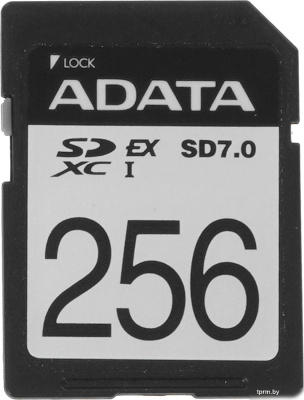 LOCK
ADATA
SD XC I EX SD7.0
256
tprm.by